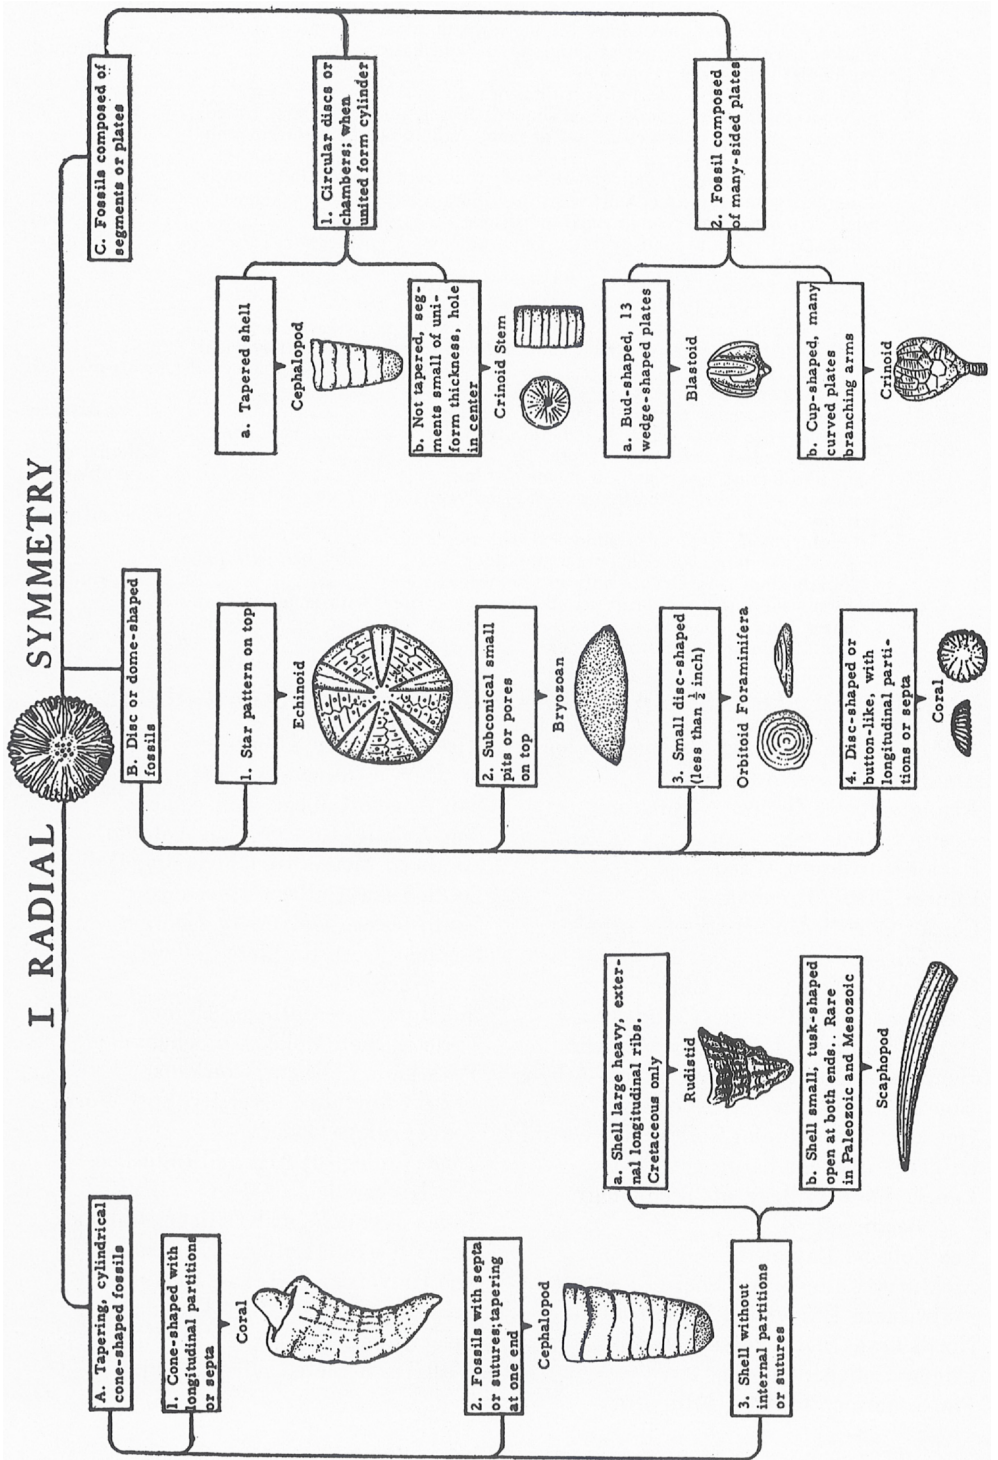 I RADIAL SYMMETRY
A. Tapering, cylindrical
cone-shaped fossils
1. Cone-shaped with
longitudinal partitions
or septa
Coral
2. Fossils with septa
or sutures;tapering
at one end
Cephalopod
3. Shell without
internal partitions
or sutures
a. Shell large heavy, exter-
nal longitudinal ribs.
Cretaceous only
Rudistid
b. Shell small, tusk-shaped
open at both ends.. Rare
in Paleozoic and Mesozoic
Scaphopod
B. Disc or dome-shaped
fossils
1. Star pattern on top
Echinoid
2. Subconical small
pits or pores
on top
Bryozoan
3. Small disc-shaped
(less than ½ inch)
Orbitoid Foraminifera
4. Disc-shaped or
button-like, with
longitudinal parti-
tions or septa
Coral
C. Fossils composed of
segments or plates
1. Circular discs or
chambers; when
united form cylinder
a. Tapered shell
Cephalopod
b. Not tapered, seg-
ments small of uni-
form thickness, hole
in center
Crinoid Stem
2. Fossil composed
of many-sided plates
a. Bud-shaped, 13
wedge-shaped plates
Blastoid
b. Cup-shaped, many
curved plates
branching arms
Crinoid